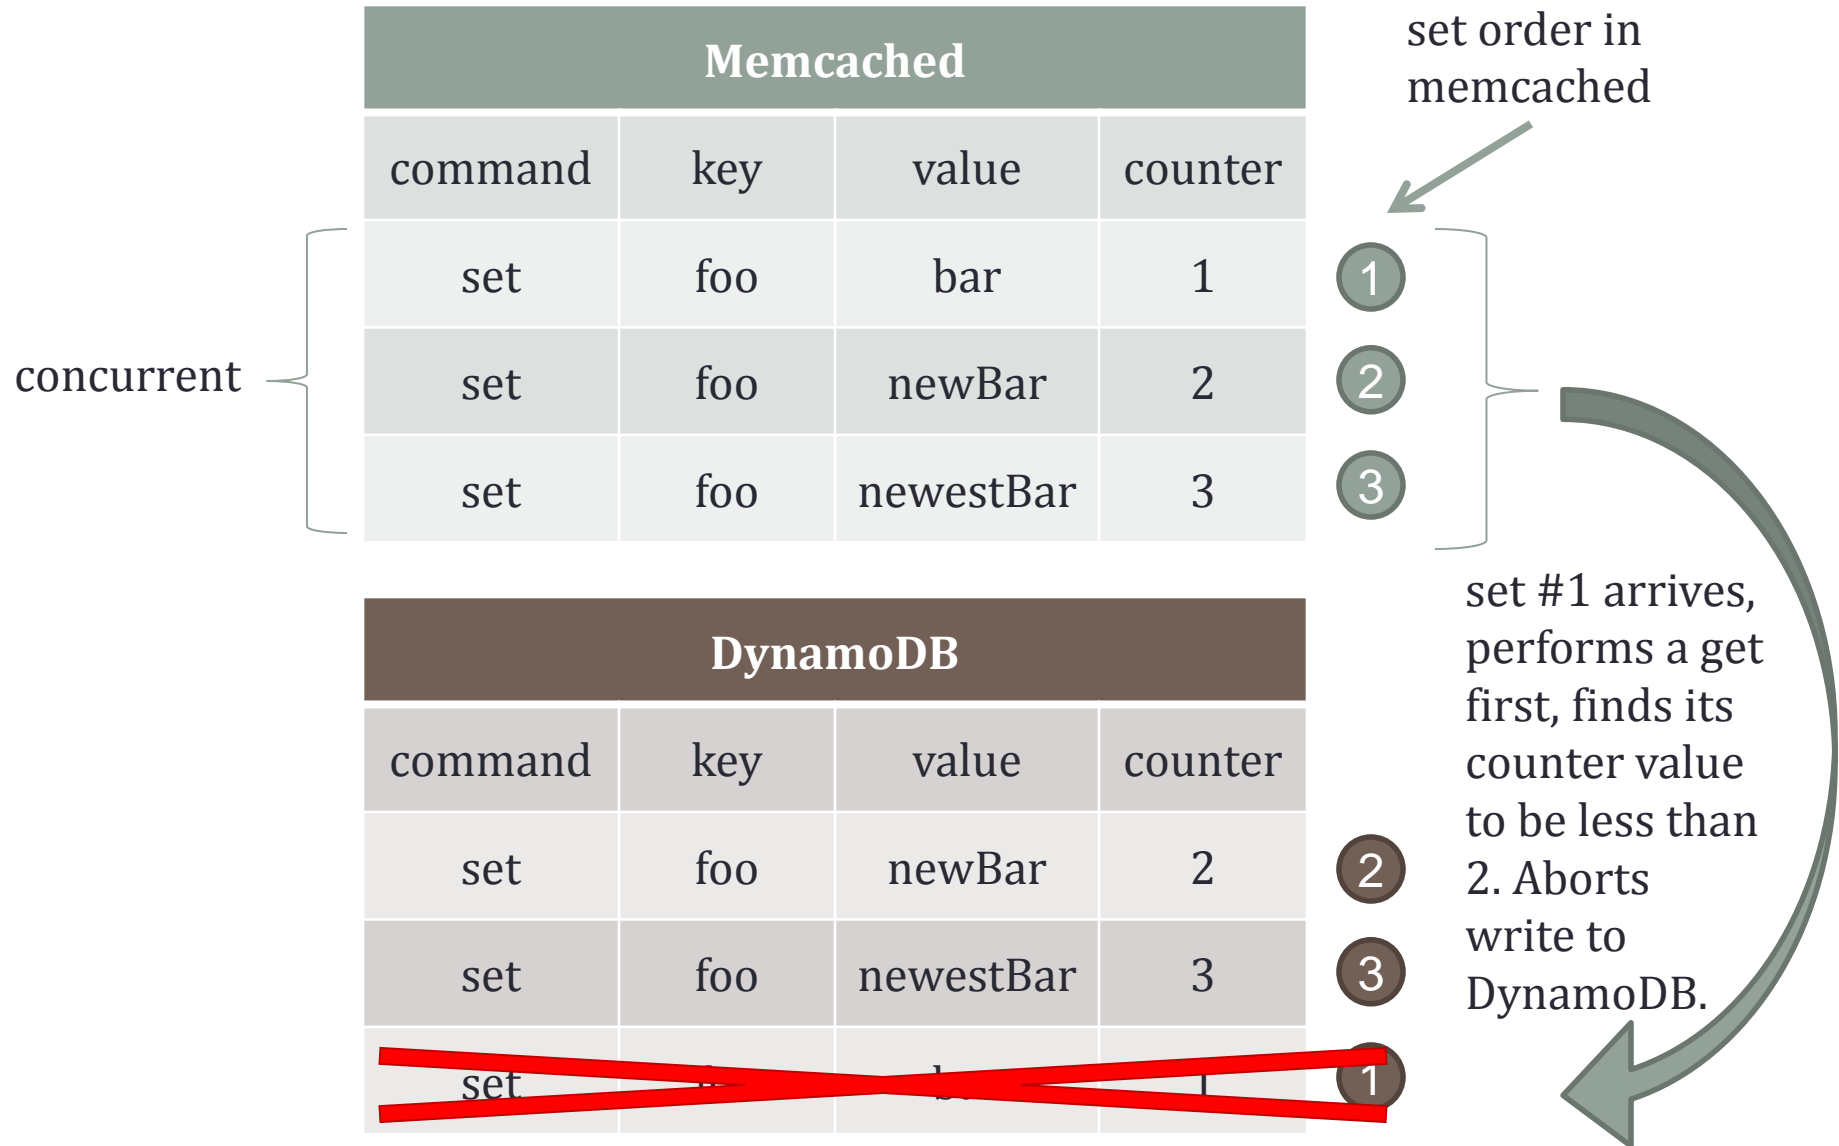 set order in
memcached
Memcached
command key value counter
set foo bar 1 1
concurrent
set foo newBar 2 2
set foo newestBar 3 3
set #1 arrives,
performs a get
first, finds its
counter value
to be less than
2. Aborts
write to
DynamoDB.
DynamoDB
command key value counter
set foo newBar 2 2
set foo newestBar 3 3
set 1 1